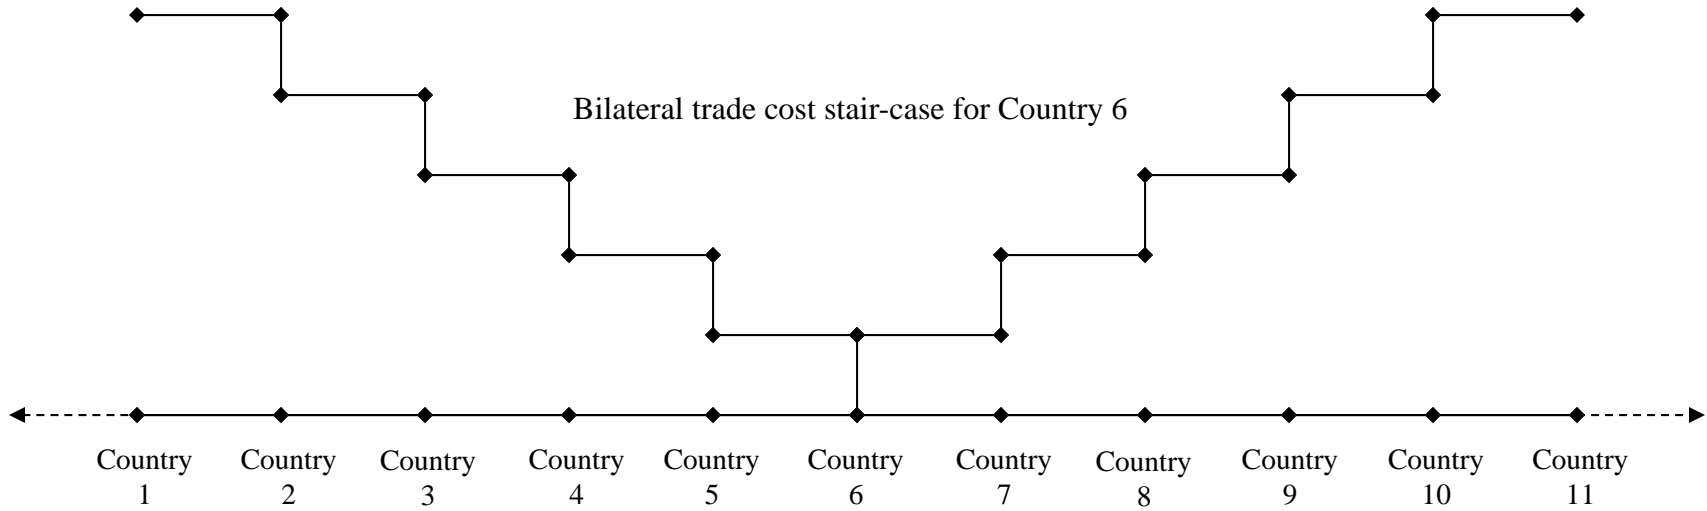 Bilateral trade cost stair-case for Country 6
Country Country Country Country Country Country Country Country Country Country Country
1 2 3 4 5 6 7 8 9 10 11